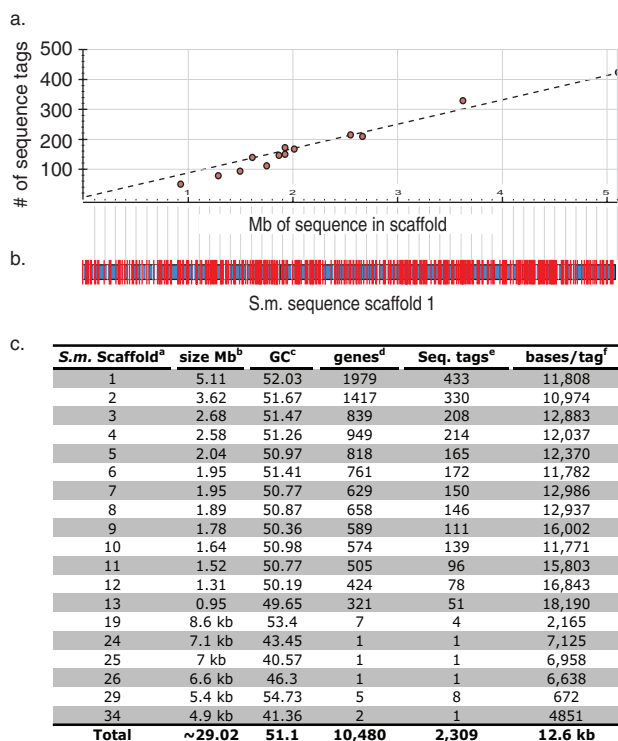 a.
# of sequence tags
500
400
300
200
100
1 2 3 4 5
Mb of sequence in scaffold
b.
S.m. sequence scaffold 1
c.
S.m. Scaffoldᵃ size Mbᵇ GCᶜ genesᵈ Seq. tagsᵉ bases/tagᶠ
1 5.11 52.03 1979 433 11,808
2 3.62 51.67 1417 330 10,974
3 2.68 51.47 839 208 12,883
4 2.58 51.26 949 214 12,037
5 2.04 50.97 818 165 12,370
6 1.95 51.41 761 172 11,782
7 1.95 50.77 629 150 12,986
8 1.89 50.87 658 146 12,937
9 1.78 50.36 589 111 16,002
10 1.64 50.98 574 139 11,771
11 1.52 50.77 505 96 15,803
12 1.31 50.19 424 78 16,843
13 0.95 49.65 321 51 18,190
19 8.6 kb 53.4 7 4 2,165
24 7.1 kb 43.45 1 1 7,125
25 7 kb 40.57 1 1 6,958
26 6.6 kb 46.3 1 1 6,638
29 5.4 kb 54.73 5 8 672
34 4.9 kb 41.36 2 1 4851
Total ~29.02 51.1 10,480 2,309 12.6 kb